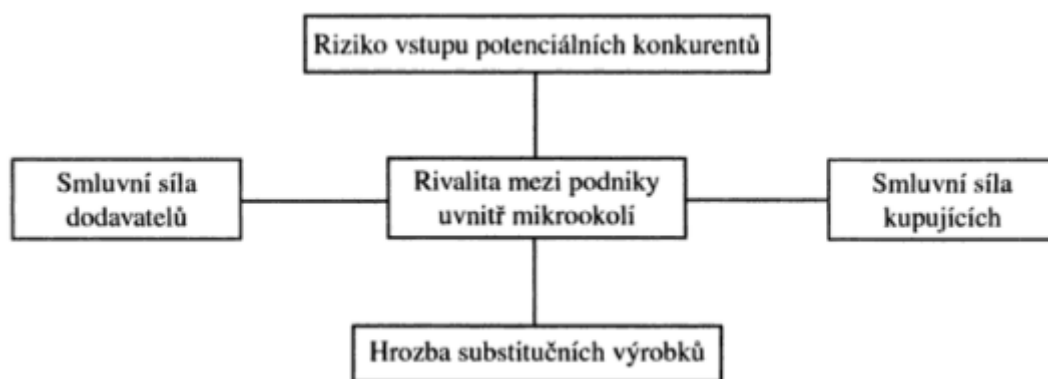 Riziko vstupu potenciálních konkurentů
Smluvní síla
dodavatelů
Rivalita mezi podniky
uvnitř mikrookolí
Smluvní síla
kupujících
Hrozba substitučních výrobků